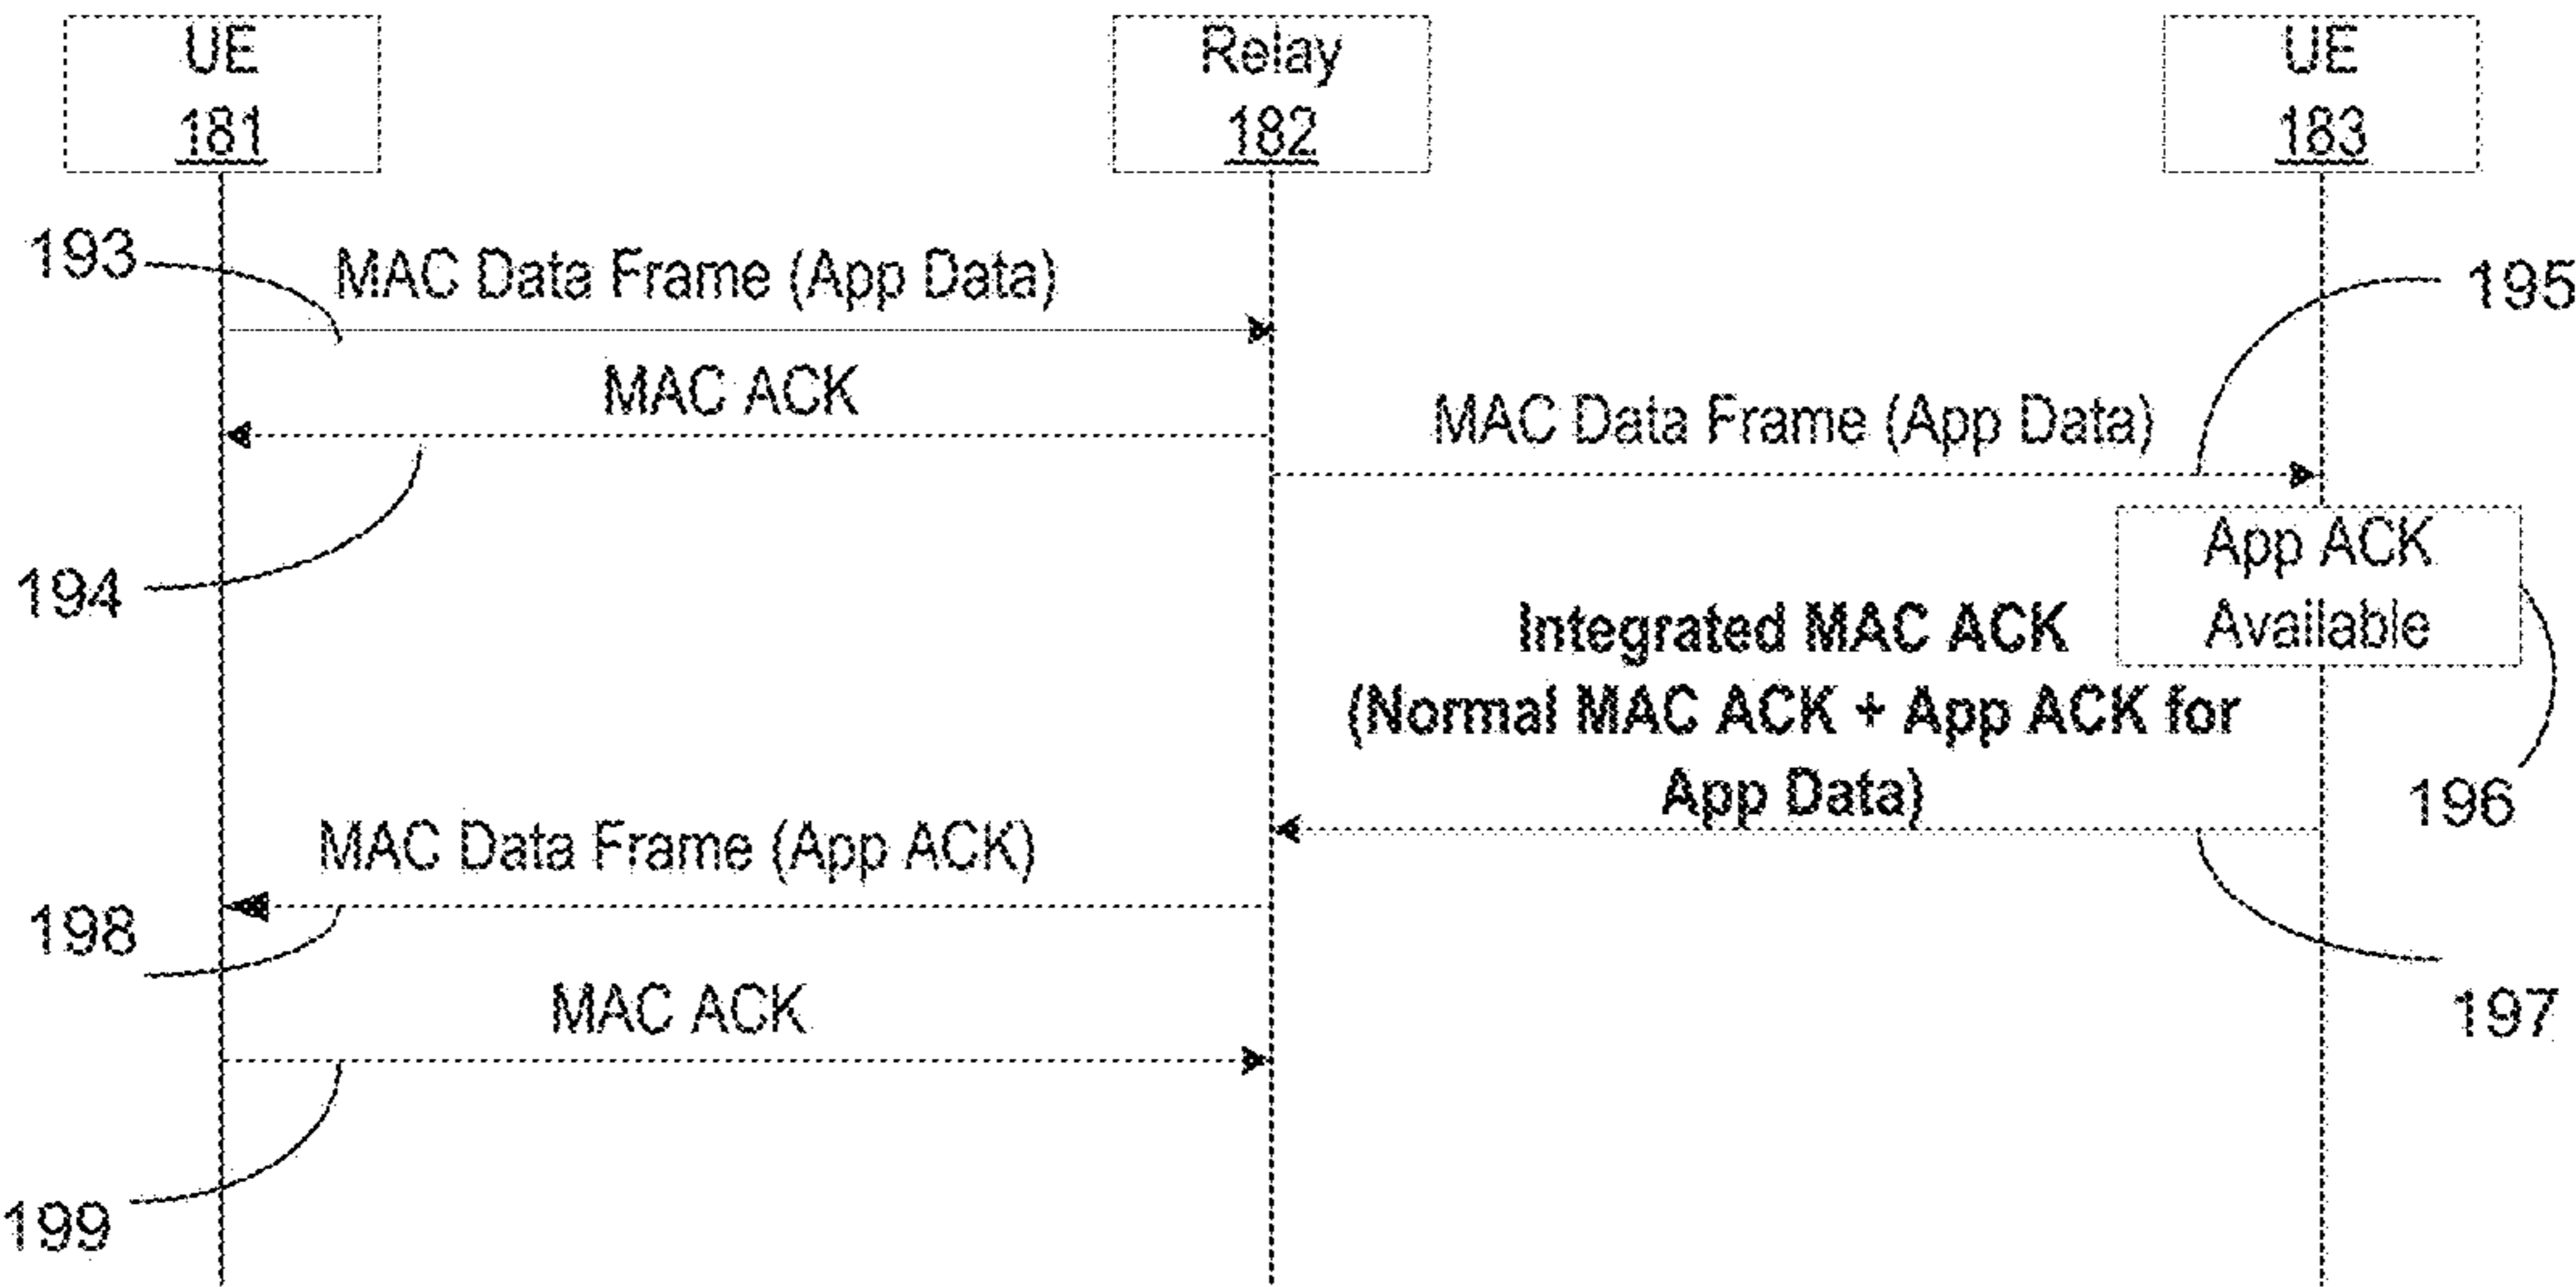 UE
181
Relay
182
UE
183
193
MAC Data Frame (App Data)
195
MAC ACK
MAC Data Frame (App Data)
194
App ACK
Available
Integrated MAC ACK
(Normal MAC ACK + App ACK for
App Data)
196
MAC Data Frame (App ACK)
198
197
MAC ACK
199